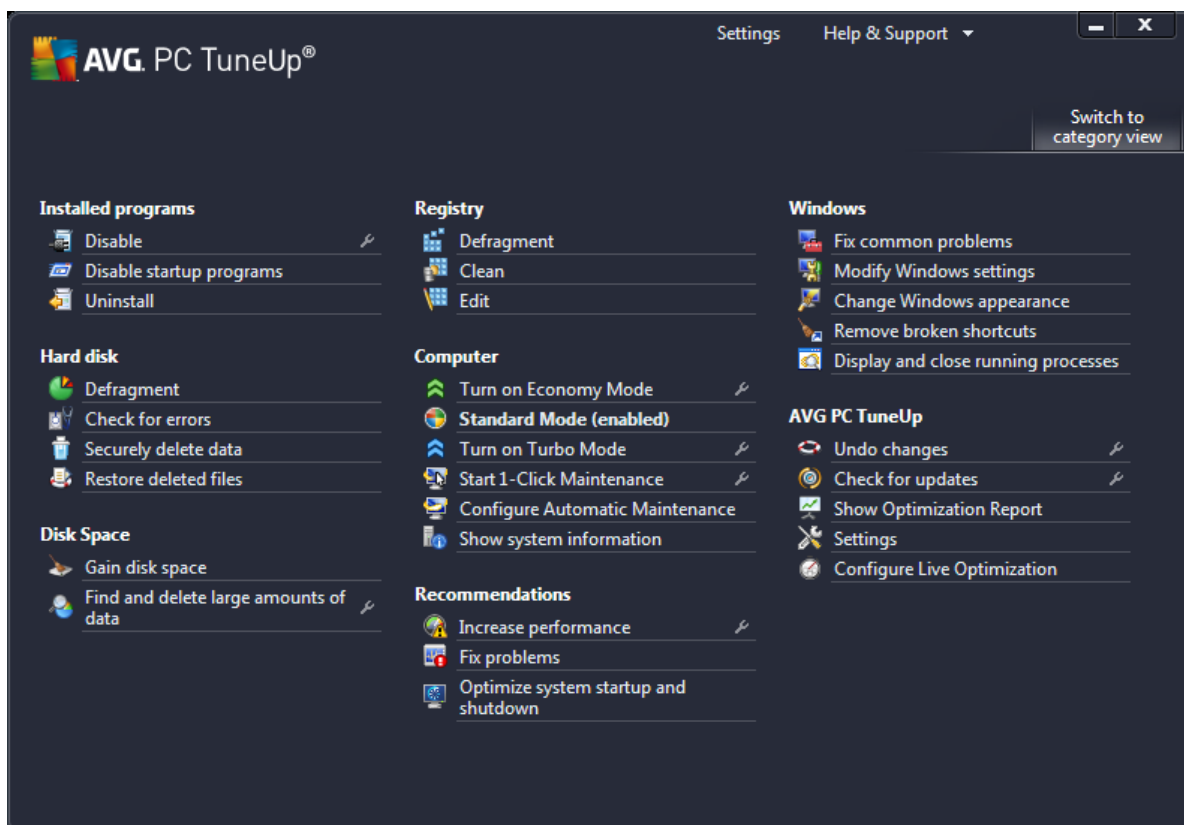 AVG. PC TuneUp®
Settings
Help & Support
X
Switch to
category view
Installed programs
Disable
Disable startup programs
Uninstall
Hard disk
Defragment
Check for errors
Securely delete data
Restore deleted files
Disk Space
Gain disk space
Find and delete large amounts of
data
Registry
Defragment
Clean
Edit
Computer
Turn on Economy Mode
Standard Mode (enabled)
Turn on Turbo Mode
Start 1-Click Maintenance
Configure Automatic Maintenance
Show system information
Recommendations
Increase performance
Fix problems
Optimize system startup and
shutdown
Windows
Fix common problems
Modify Windows settings
Change Windows appearance
Remove broken shortcuts
Display and close running processes
AVG PC TuneUp
Undo changes
Check for updates
Show Optimization Report
Settings
Configure Live Optimization